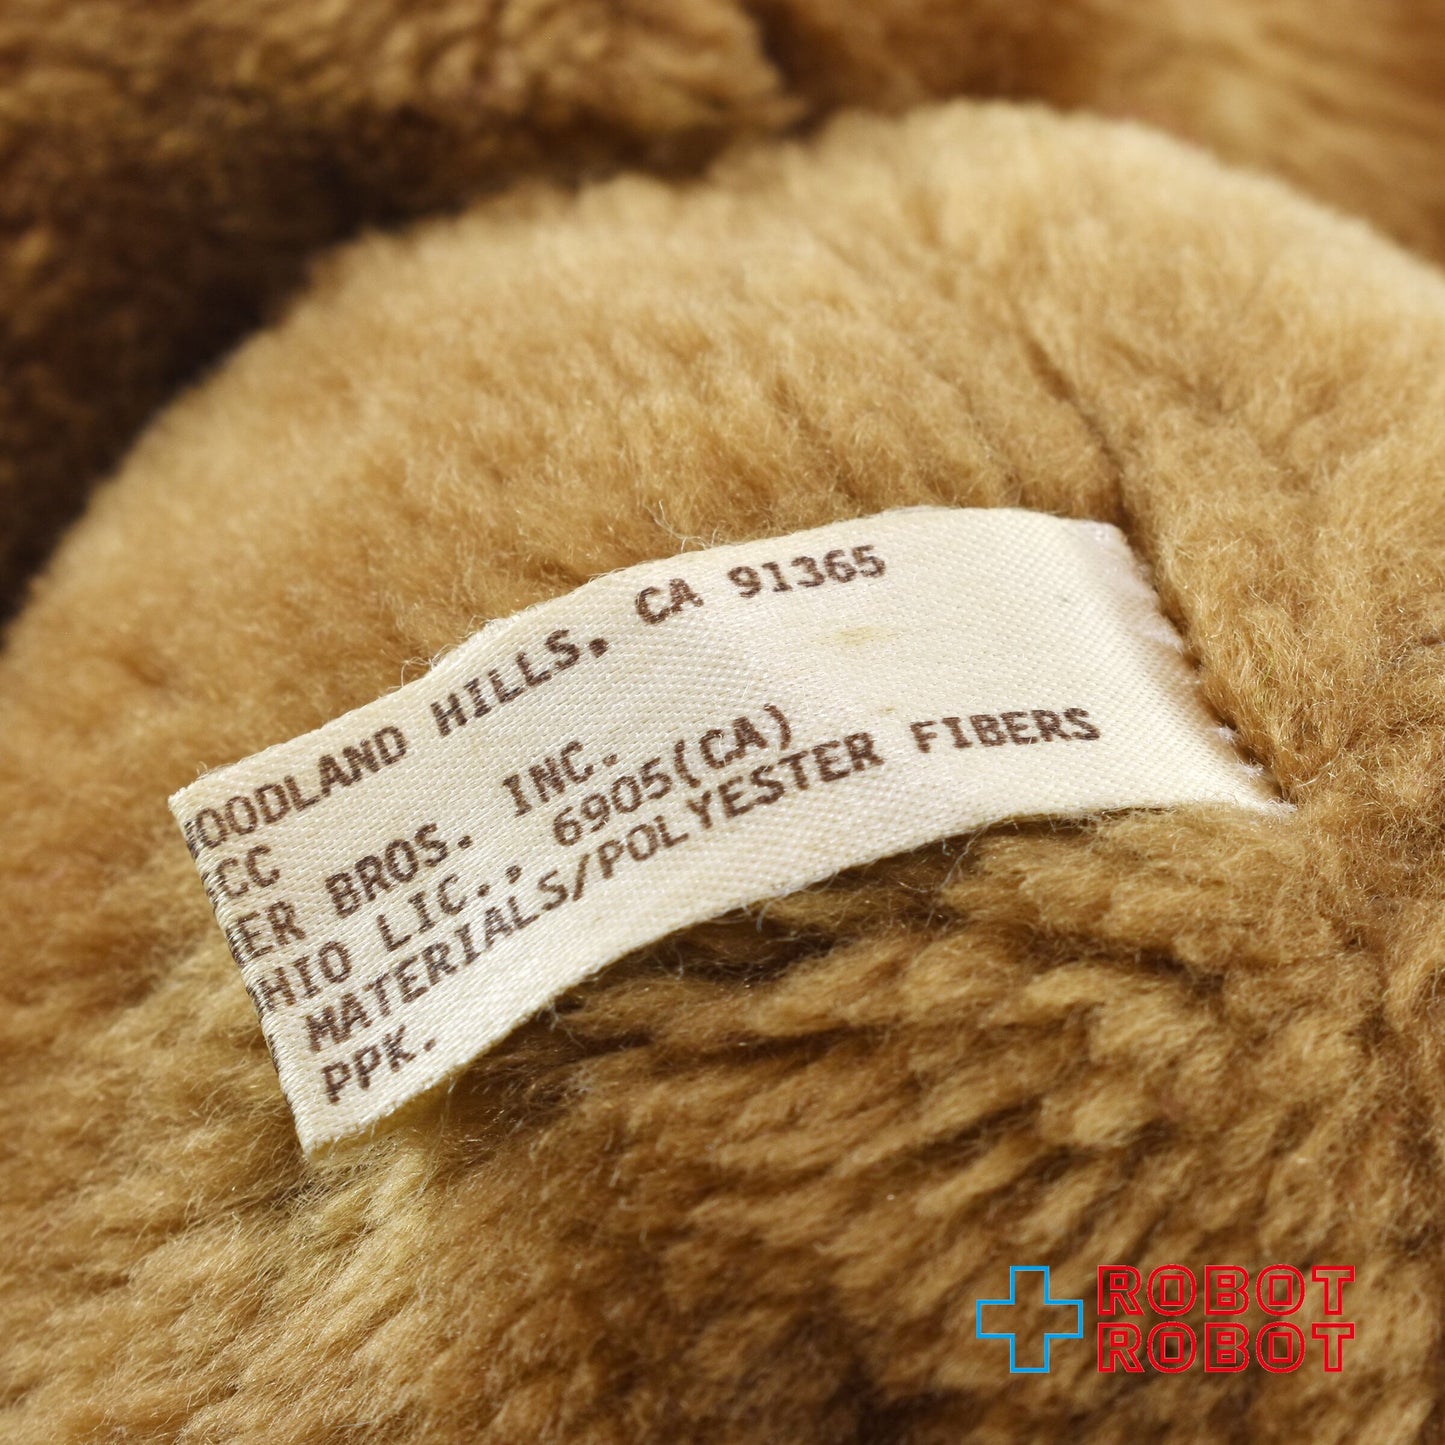 OODLAND HILLS, CA 91365
CC
ER BROS. INC.
HIO LIC., 6905(CA)
MATERIALS/POLYESTER FIBERS
PPK.
ROBOT
ROBOT